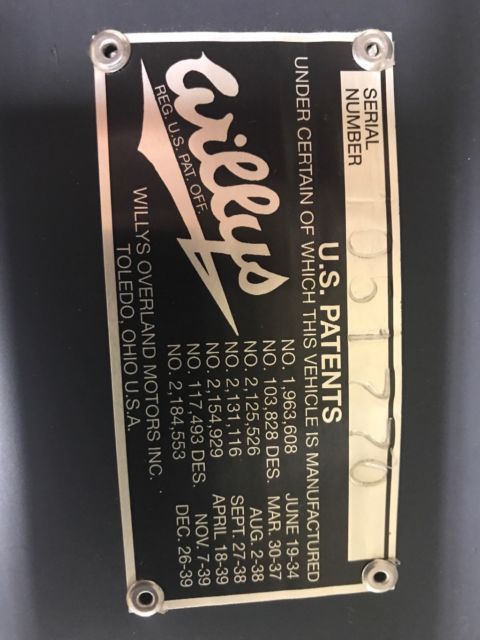 SERIAL
NUMBER
U.S. PATENTS
UNDER CERTAIN OF WHICH THIS VEHICLE IS MANUFACTURED
Willys
REG. U.S. PAT. OFF.
NO. 1,963,608 JUNE 19-34
NO. 103,828 DES. MAR. 30-37
NO. 2,125,526 AUG. 2-38
NO. 2,131,116 SEPT. 27-38
NO. 2,154,929 APRIL 18-39
NO. 117,493 DES. NOV. 7-39
NO. 2,184,553 DEC. 26-39
WILLYS OVERLAND MOTORS INC.
TOLEDO, OHIO U.S.A.